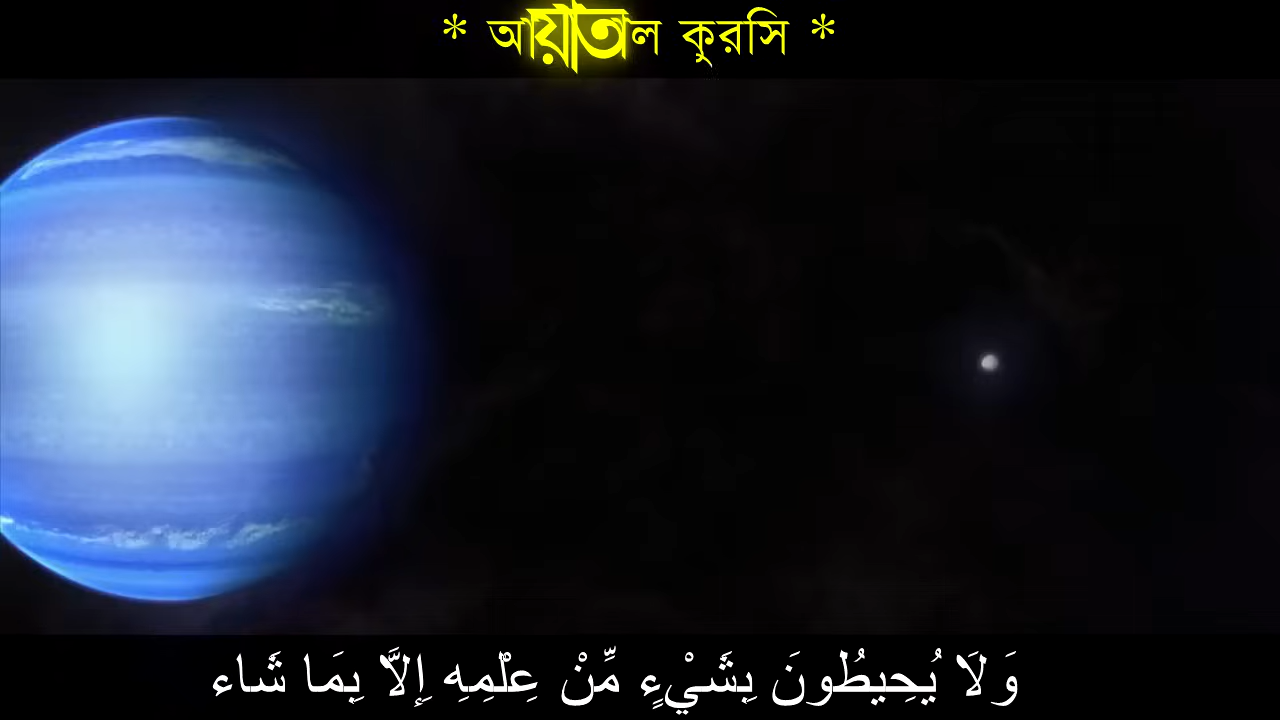 * আয়াতাল কুরসি *
وَلَا يُحِيطُونَ بِشَيْءٍ مِّنْ عِلْمِهِ إِلَّا بِمَا شَاء